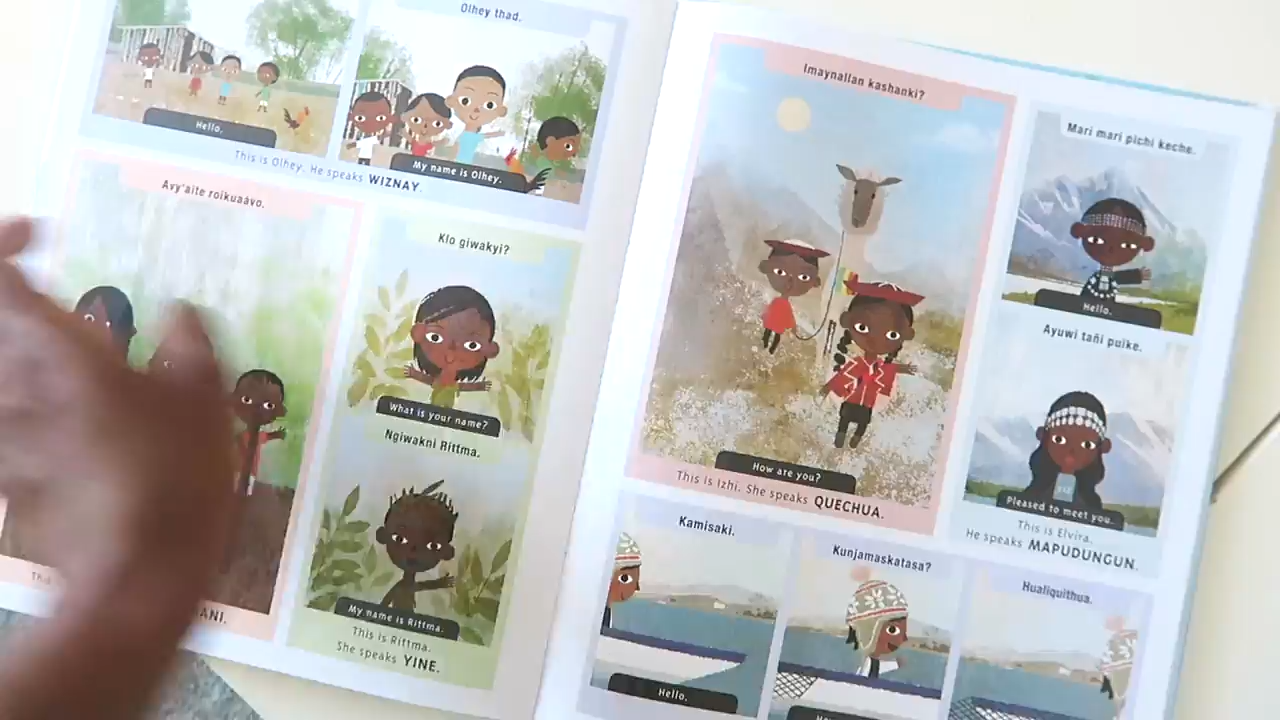 Hello.
Olhey thad.
My name is Olhey.
This is Olhey. He speaks WIZNAY.
Avy'aite roikuaávo.
ANI.
Klo giwakyi?
What is your name?
Ngiwakni Rittma.
My name is Rittma.
This is Rittma.
She speaks YINE.
Imaynallan kashanki?
How are you?
This is Izhi. She speaks QUECHUA.
Mari mari pichi keche.
Hello.
Ayuwi tañi puike.
Pleased to meet you.
This is Elvira.
He speaks MAPUDUNGUN.
Kamisaki.
Hello.
Kunjamaskatasa?
Hualiquithua.